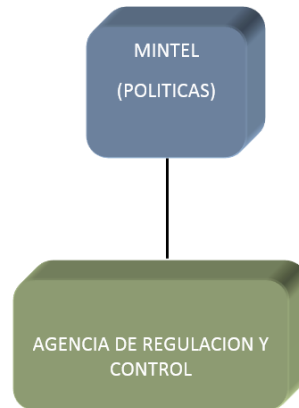 MINTEL
(POLITICAS)
AGENCIA DE REGULACION Y
CONTROL